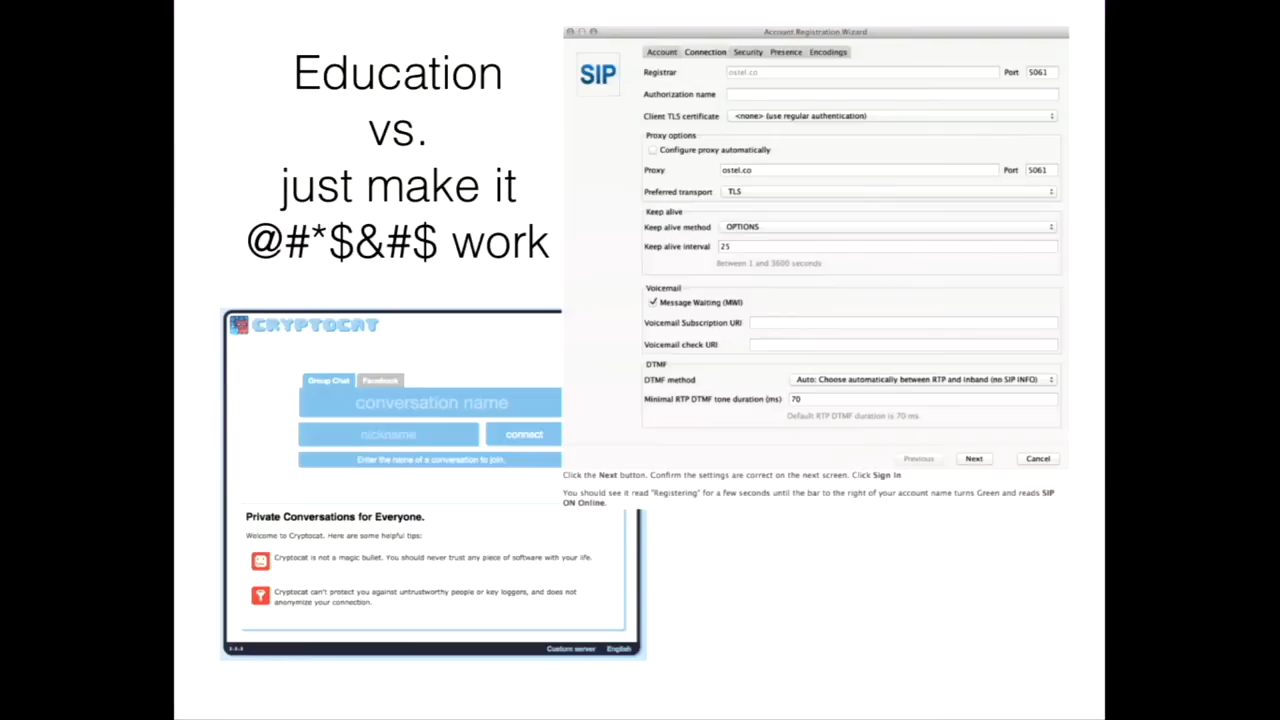 Education
vs.
just make it
@#*$&#$ work
Account Registration Wizard
SIP
Account Connection Security Presence Encodings
Registrar ostel.co Port 5061
Authorization name
Client TLS certificate <none> (use regular authentication)
Proxy options
Configure proxy automatically
Proxy ostel.co Port 5061
Preferred transport TLS
Keep alive
Keep alive method OPTIONS
Keep alive interval 25
Between 1 and 3600 seconds
Voicemail
Message Waiting (MWI)
Voicemail Subscription URI
Voicemail check URI
DTMF
DTMF method Auto: Choose automatically between RTP and Inband (no SIP INFO)
Minimal RTP DTMF tone duration (ms) 70
Default RTP DTMF duration is 70 ms
Previous Next Cancel
Click the Next button. Confirm the settings are correct on the next screen. Click Sign In
You should see it read "Registering" for a few seconds until the bar to the right of your account name turns Green and reads SIP
ON Online.
CRYPTOCAT
Group Chat Facebook
conversation name
nickname connect
Enter the name of a conversation to join.
Private Conversations for Everyone.
Welcome to Cryptocat. Here are some helpful tips:
Cryptocat is not a magic bullet. You should never trust any piece of software with your life.
Cryptocat can't protect you against untrustworthy people or key loggers, and does not
anonymize your connection.
Custom server English